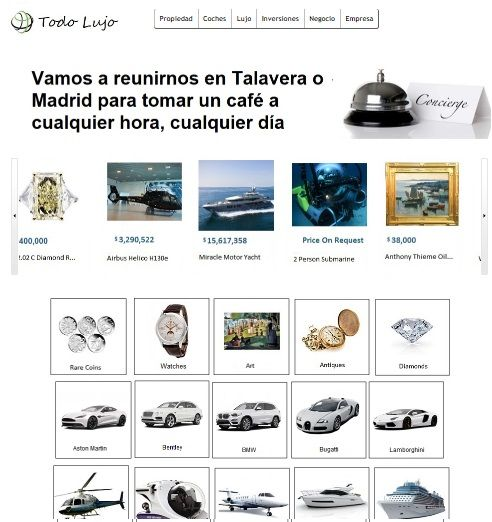 Todo Lujo
Propiedad Coches Lujo Inversiones Negocio Empresa
Vamos a reunirnos en Talavera o
Madrid para tomar un café a
cualquier hora, cualquier día
Concierge
400,000
$3,290,522
$15,617,358
Price On Request
$38,000
2.02 C Diamond R...
Airbus Helico H130e
Miracle Motor Yacht
2 Person Submarine
Anthony Thieme Oil...
Rare Coins
Watches
Art
Antiques
Diamonds
Aston Martin
Bentley
BMW
Bugatti
Lamborghini